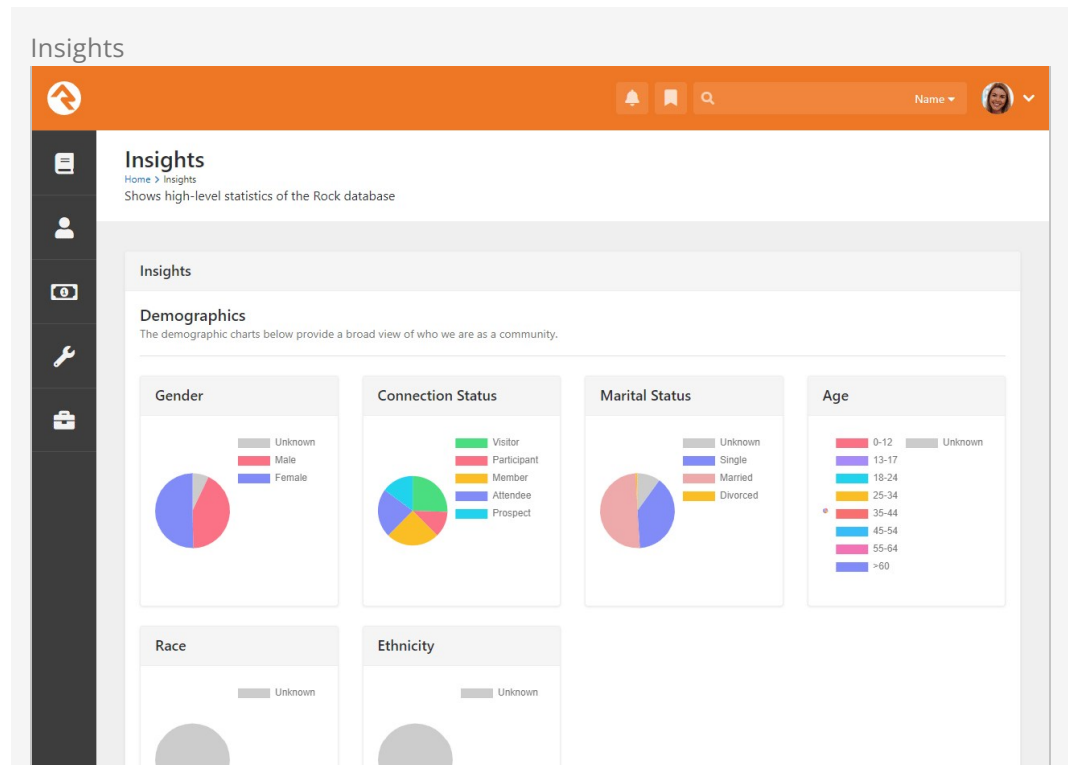 Insights
Name
Insights
Home > Insights
Shows high-level statistics of the Rock database
Insights
Demographics
The demographic charts below provide a broad view of who we are as a community.
Gender
Unknown
Male
Female
Connection Status
Visitor
Participant
Member
Attendee
Prospect
Marital Status
Unknown
Single
Married
Divorced
Age
0-12 Unknown
13-17
18-24
25-34
35-44
45-54
55-64
>60
Race
Unknown
Ethnicity
Unknown